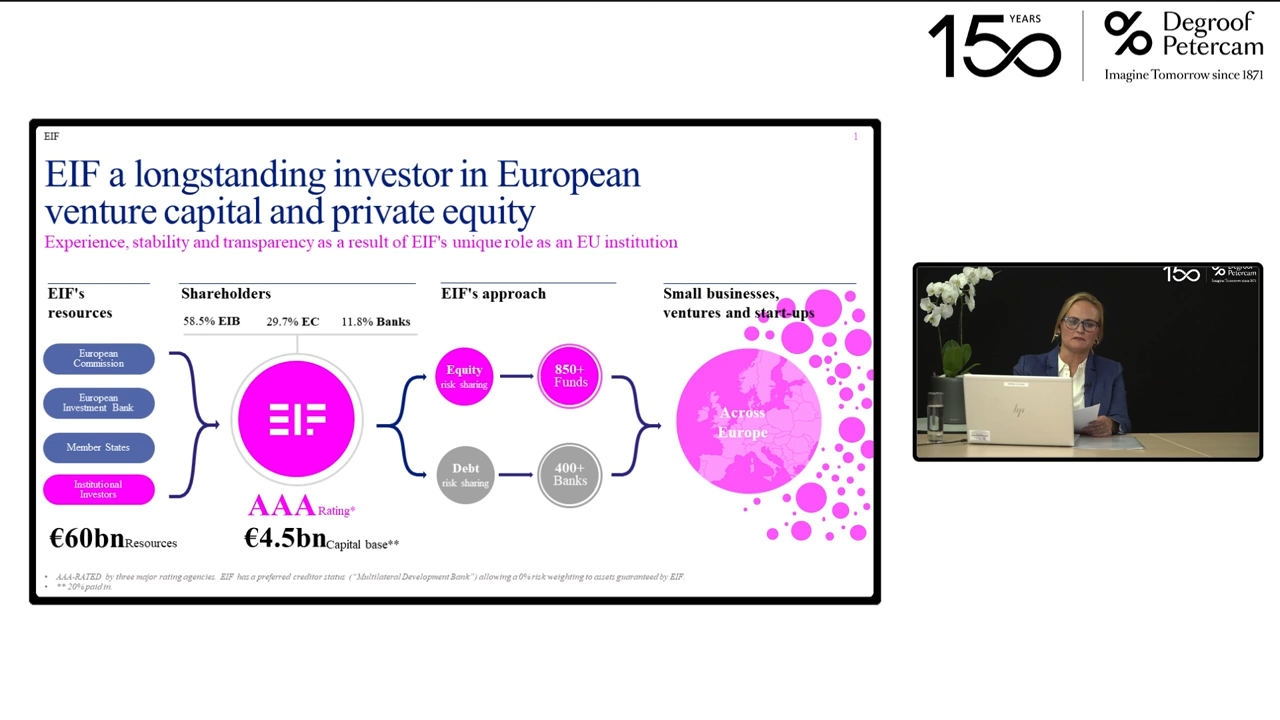 150 YEARS
Degroof
Petercam
Imagine Tomorrow since 1871
EIF
1
EIF a longstanding investor in European
venture capital and private equity
Experience, stability and transparency as a result of EIF's unique role as an EU institution
EIF's
resources
Shareholders
EIF's approach
Small businesses,
ventures and start-ups
58.5% EIB
29.7% EC
11.8% Banks
European
Commission
European
Investment Bank
Member States
Institutional
Investors
EIF
Equity
risk sharing
850+
Funds
Debt
risk sharing
400+
Banks
Across
Europe
AAA Rating*
€60bn Resources
€4.5bn Capital base**
• AAA-RATED by three major rating agencies. EIF has a preferred creditor status ("Multilateral Development Bank") allowing a 0% risk weighting to assets guaranteed by EIF.
• ** 20% paid in.
150
Degroof
Petercam
hp